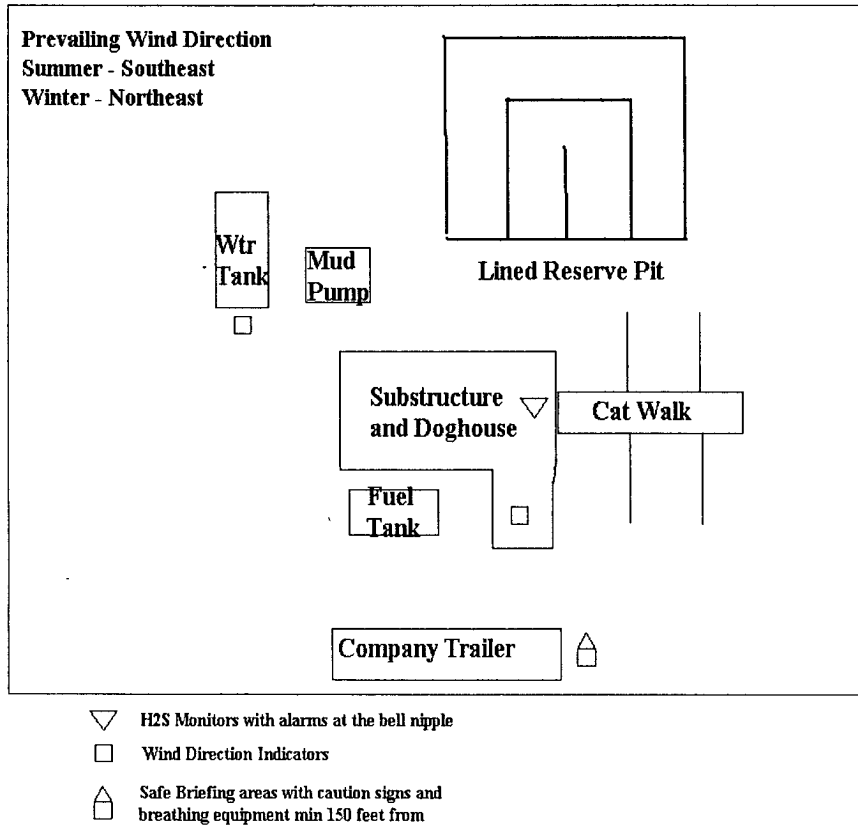 Prevailing Wind Direction
Summer - Southeast
Winter - Northeast
Wtr
Tank
Mud
Pump
Lined Reserve Pit
Substructure
and Doghouse
Cat Walk
Fuel
Tank
Company Trailer
H2S Monitors with alarms at the bell nipple
Wind Direction Indicators
Safe Briefing areas with caution signs and
breathing equipment min 150 feet from